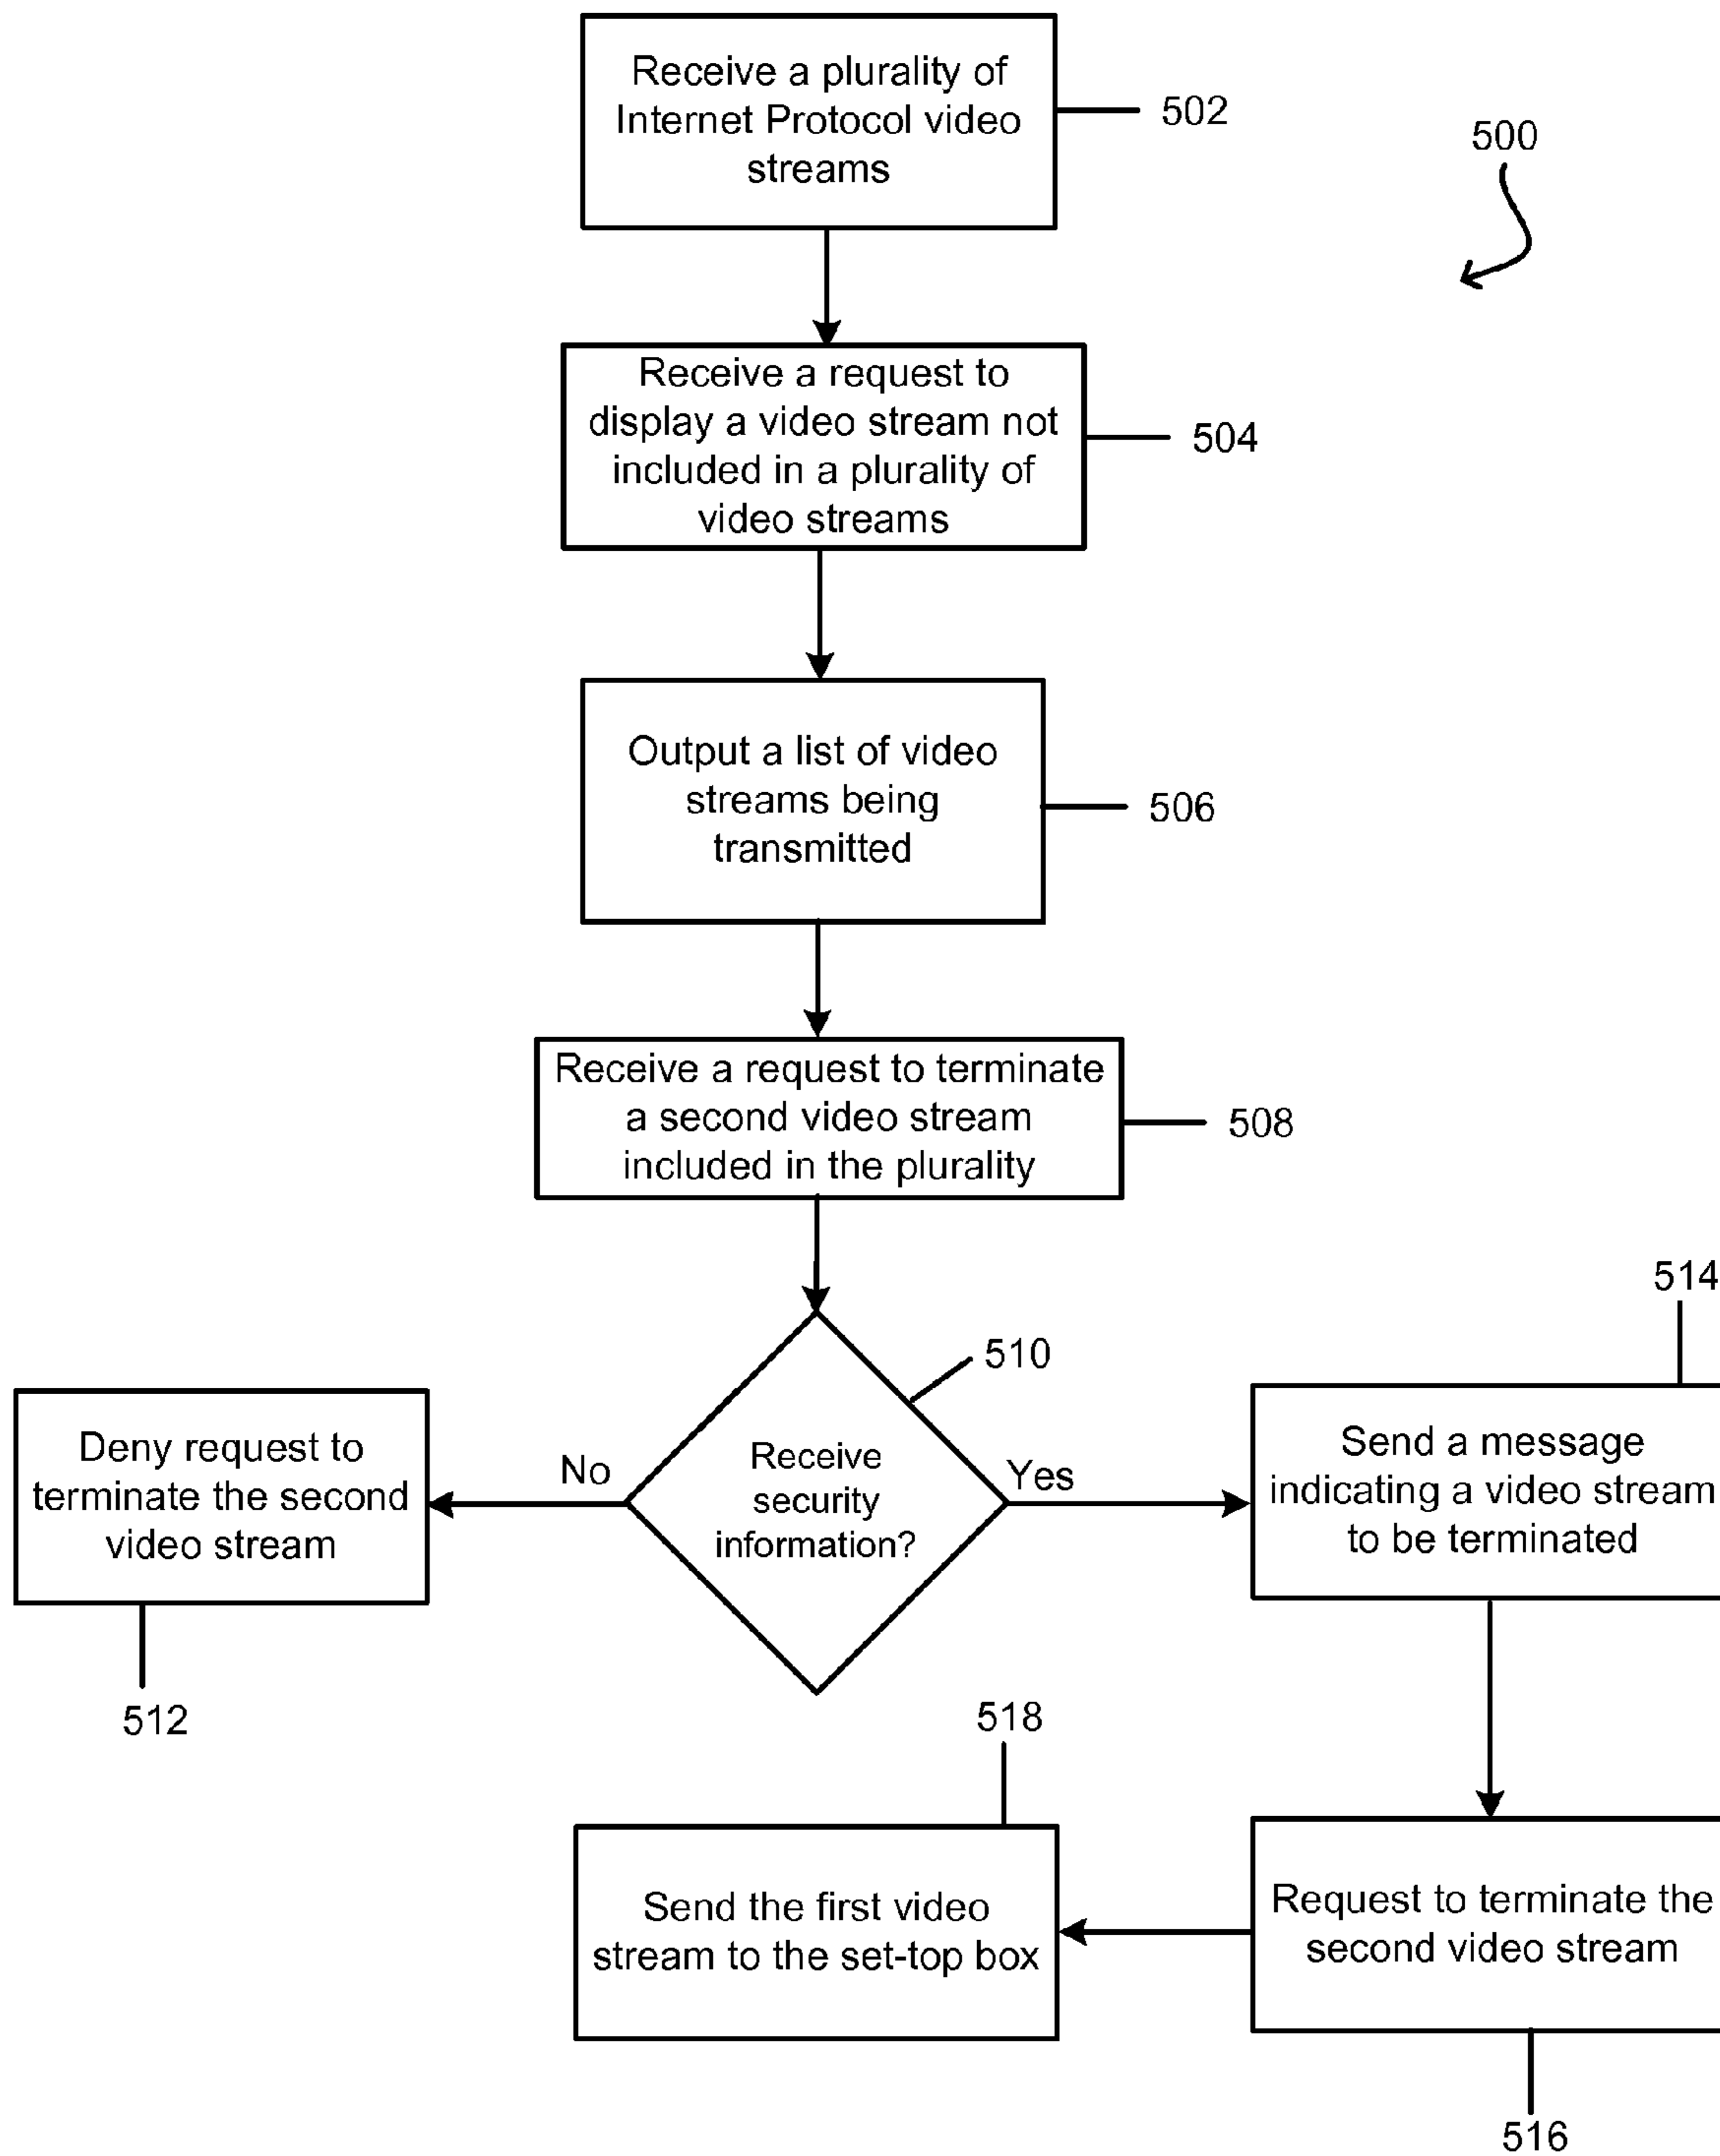 Receive a plurality of
Internet Protocol video
streams
502
500
Receive a request to
display a video stream not
included in a plurality of
video streams
504
Output a list of video
streams being
transmitted
506
Receive a request to terminate
a second video stream
included in the plurality
508
510
Receive
security
information?
No
Yes
Deny request to
terminate the second
video stream
512
514
Send a message
indicating a video stream
to be terminated
518
Send the first video
stream to the set-top box
Request to terminate the
second video stream
516